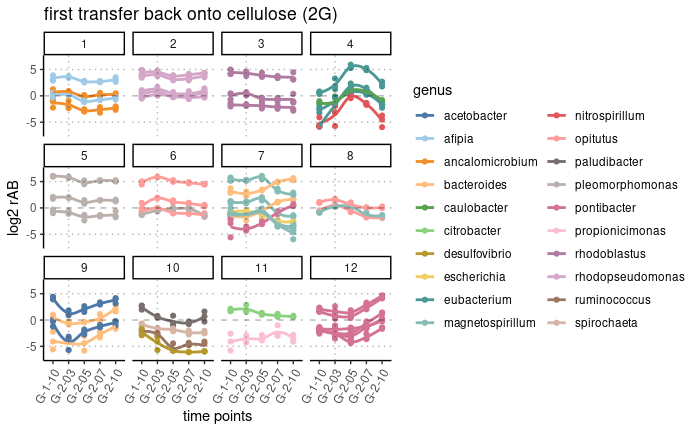 first transfer back onto cellulose (2G)
1 2 3 4
5
0
-5
5 6 7 8
5
0
-5
9 10 11 12
5
0
-5
log2 rAB
G-1-10 G-2-03 G-2-05 G-2-07 G-2-10 G-1-10 G-2-03 G-2-05 G-2-07 G-2-10 G-1-10 G-2-03 G-2-05 G-2-07 G-2-10 G-1-10 G-2-03 G-2-05 G-2-07 G-2-10
time points
genus
acetobacter
afipia
ancalomicrobium
bacteroides
caulobacter
citrobacter
desulfovibrio
escherichia
eubacterium
magnetospirillum
nitrospirillum
opitutus
paludibacter
pleomorphomonas
pontibacter
propionicimonas
rhodoblastus
rhodopseudomonas
ruminococcus
spirochaeta